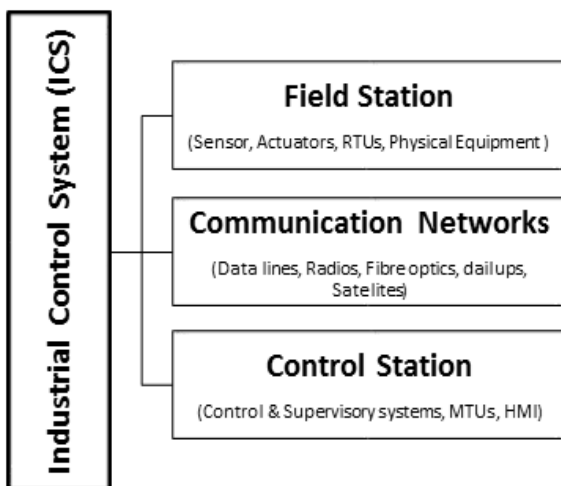 Industrial Control System (ICS)
Field Station
(Sensor, Actuators, RTUs, Physical Equipment )
Communication Networks
(Data lines, Radios, Fibre optics, dailups,
Satelites)
Control Station
(Control & Supervisory systems, MTUs, HMI)